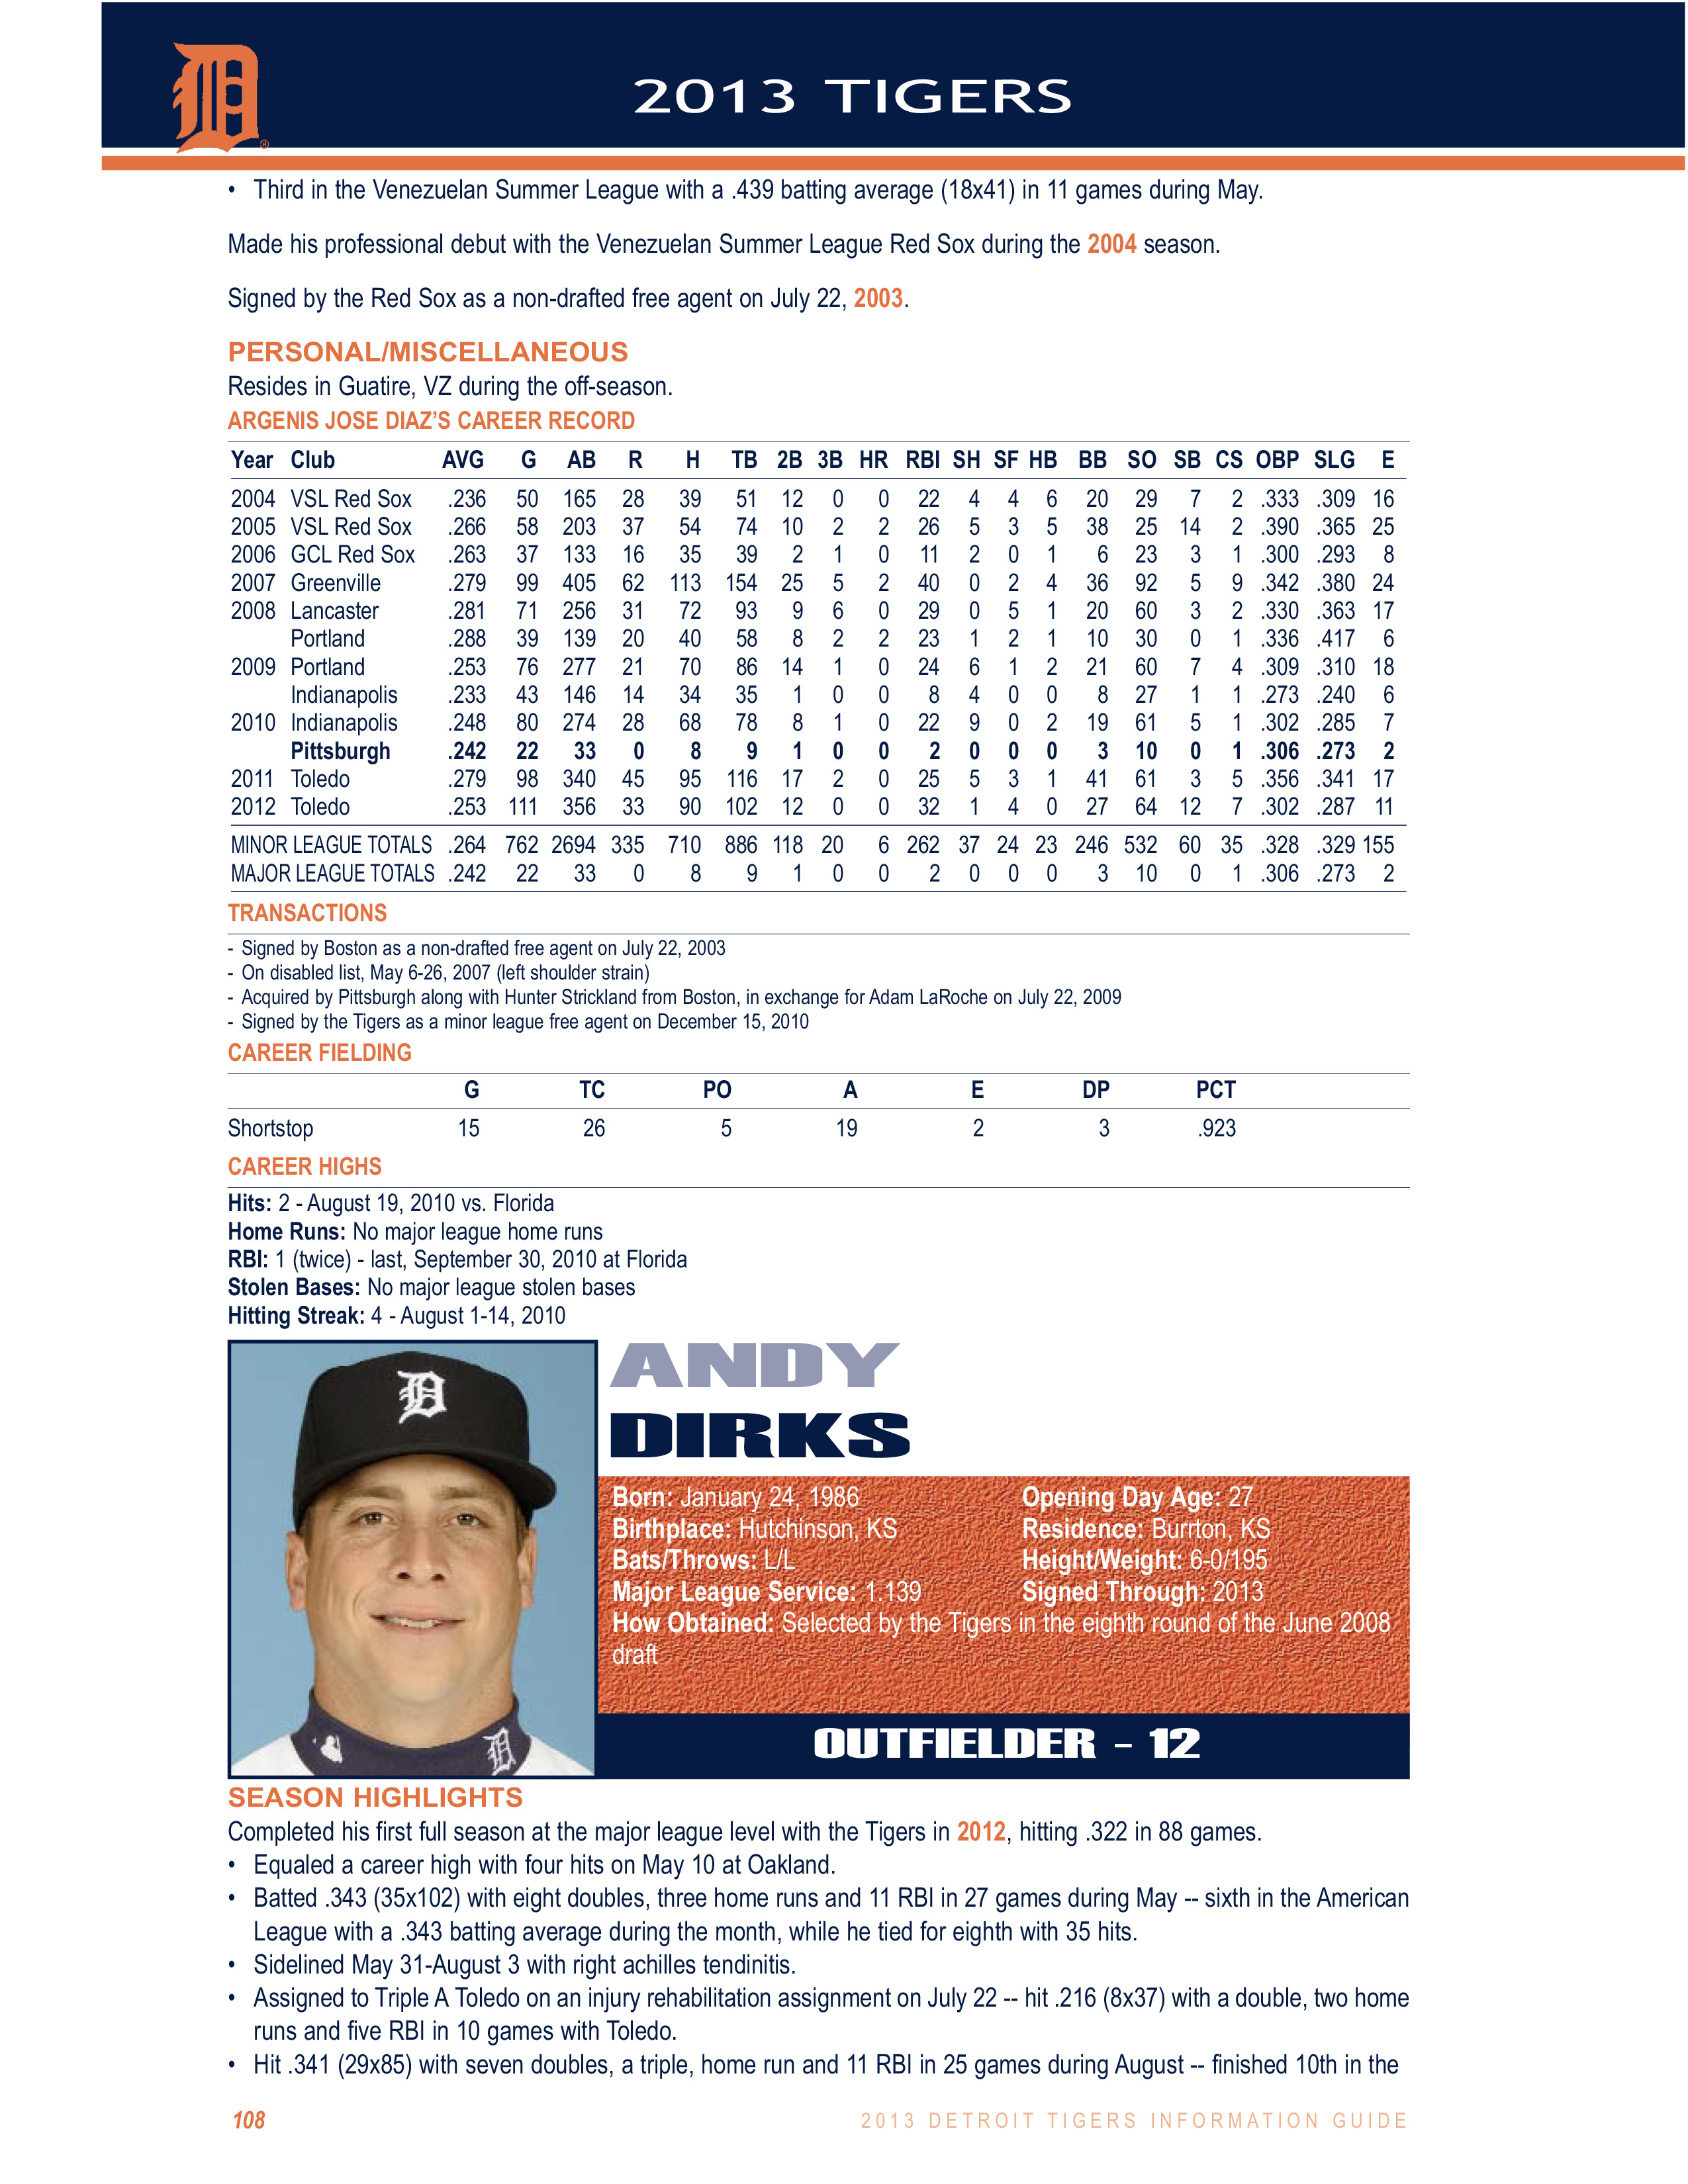 2013 TIGERS
• Third in the Venezuelan Summer League with a .439 batting average (18x41) in 11 games during May.
Made his professional debut with the Venezuelan Summer League Red Sox during the 2004 season.
Signed by the Red Sox as a non-drafted free agent on July 22, 2003.
PERSONAL/MISCELLANEOUS
Resides in Guatire, VZ during the off-season.
ARGENIS JOSE DIAZ'S CAREER RECORD
Year Club AVG G AB R H TB 2B 3B HR RBI SH SF HB BB SO SB CS OBP SLG E
2004 VSL Red Sox .236 50 165 28 39 51 12 0 0 22 4 4 6 20 29 7 2 .333 .309 16
2005 VSL Red Sox .266 58 203 37 54 74 10 2 2 26 5 3 5 38 25 14 2 .390 .365 25
2006 GCL Red Sox .263 37 133 16 35 39 2 1 0 11 2 0 1 6 23 3 1 .300 .293 8
2007 Greenville .279 99 405 62 113 154 25 5 2 40 0 2 4 36 92 5 9 .342 .380 24
2008 Lancaster .281 71 256 31 72 93 9 6 0 29 0 5 1 20 60 3 2 .330 .363 17
Portland .288 39 139 20 40 58 8 2 2 23 1 2 1 10 30 0 1 .336 .417 6
2009 Portland .253 76 277 21 70 86 14 1 0 24 6 1 2 21 60 7 4 .309 .310 18
Indianapolis .233 43 146 14 34 35 1 0 0 8 4 0 0 8 27 1 1 .273 .240 6
2010 Indianapolis .248 80 274 28 68 78 8 1 0 22 9 0 2 19 61 5 1 .302 .285 7
Pittsburgh .242 22 33 0 8 9 1 0 0 2 0 0 0 3 10 0 1 .306 .273 2
2011 Toledo .279 98 340 45 95 116 17 2 0 25 5 3 1 41 61 3 5 .356 .341 17
2012 Toledo .253 111 356 33 90 102 12 0 0 32 1 4 0 27 64 12 7 .302 .287 11
MINOR LEAGUE TOTALS .264 762 2694 335 710 886 118 20 6 262 37 24 23 246 532 60 35 .328 .329 155
MAJOR LEAGUE TOTALS .242 22 33 0 8 9 1 0 0 2 0 0 0 3 10 0 1 .306 .273 2
TRANSACTIONS
- Signed by Boston as a non-drafted free agent on July 22, 2003
- On disabled list, May 6-26, 2007 (left shoulder strain)
- Acquired by Pittsburgh along with Hunter Strickland from Boston, in exchange for Adam LaRoche on July 22, 2009
- Signed by the Tigers as a minor league free agent on December 15, 2010
CAREER FIELDING
G TC PO A E DP PCT
Shortstop 15 26 5 19 2 3 .923
CAREER HIGHS
Hits: 2 - August 19, 2010 vs. Florida
Home Runs: No major league home runs
RBI: 1 (twice) - last, September 30, 2010 at Florida
Stolen Bases: No major league stolen bases
Hitting Streak: 4 - August 1-14, 2010
ANDY
DIRKS
Born: January 24, 1986 Opening Day Age: 27
Birthplace: Hutchinson, KS Residence: Burrton, KS
Bats/Throws: L/L Height/Weight: 6-0/195
Major League Service: 1.139 Signed Through: 2013
How Obtained: Selected by the Tigers in the eighth round of the June 2008
draft
OUTFIELDER - 12
SEASON HIGHLIGHTS
Completed his first full season at the major league level with the Tigers in 2012, hitting .322 in 88 games.
• Equaled a career high with four hits on May 10 at Oakland.
• Batted .343 (35x102) with eight doubles, three home runs and 11 RBI in 27 games during May -- sixth in the American
League with a .343 batting average during the month, while he tied for eighth with 35 hits.
• Sidelined May 31-August 3 with right achilles tendinitis.
• Assigned to Triple A Toledo on an injury rehabilitation assignment on July 22 -- hit .216 (8x37) with a double, two home
runs and five RBI in 10 games with Toledo.
• Hit .341 (29x85) with seven doubles, a triple, home run and 11 RBI in 25 games during August -- finished 10th in the
108 2013 DETROIT TIGERS INFORMATION GUIDE